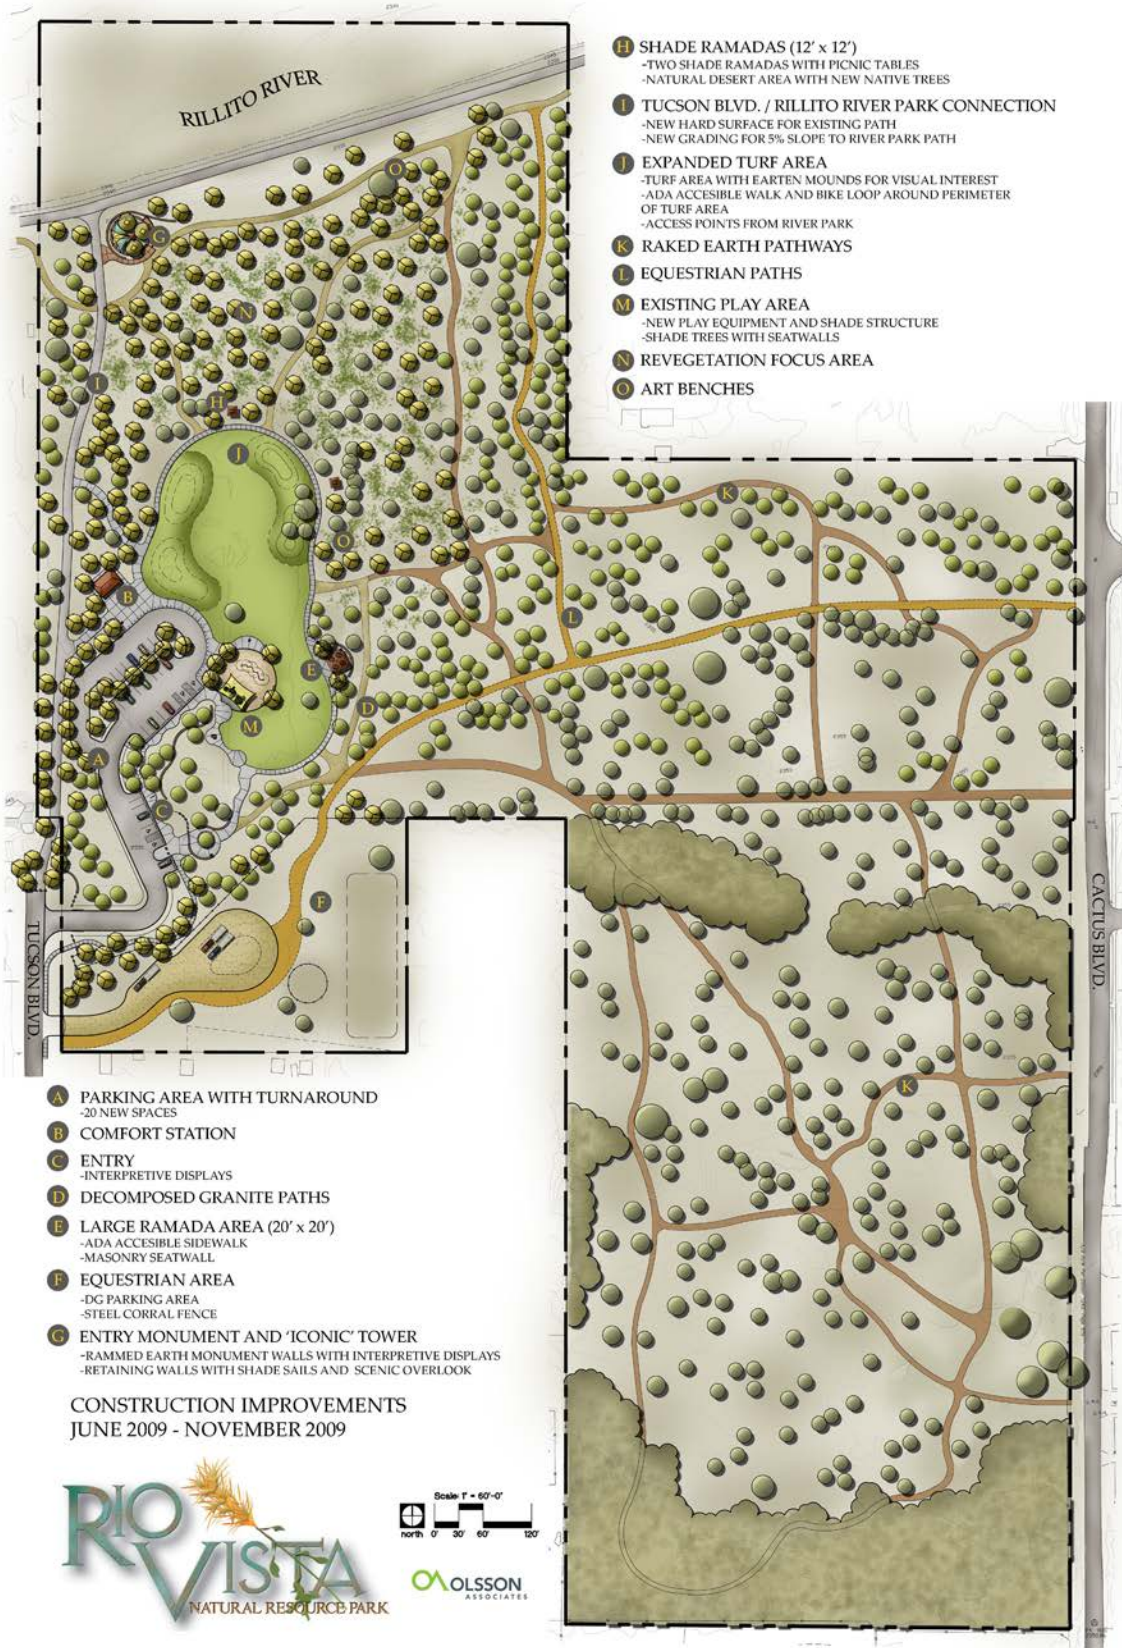 RILLITO RIVER
H SHADE RAMADAS (12' x 12')
-TWO SHADE RAMADAS WITH PICNIC TABLES
-NATURAL DESERT AREA WITH NEW NATIVE TREES
I TUCSON BLVD. / RILLITO RIVER PARK CONNECTION
-NEW HARD SURFACE FOR EXISTING PATH
-NEW GRADING FOR 5% SLOPE TO RIVER PARK PATH
J EXPANDED TURF AREA
-TURF AREA WITH EARTEN MOUNDS FOR VISUAL INTEREST
-ADA ACCESIBLE WALK AND BIKE LOOP AROUND PERIMETER
OF TURF AREA
-ACCESS POINTS FROM RIVER PARK
K RAKED EARTH PATHWAYS
L EQUESTRIAN PATHS
M EXISTING PLAY AREA
-NEW PLAY EQUIPMENT AND SHADE STRUCTURE
-SHADE TREES WITH SEATWALLS
N REVEGETATION FOCUS AREA
O ART BENCHES
O
G
N
I
H
J
K
O
B
L
E
D
M
A
C
F
K
TUCSON BLVD.
CACTUS BLVD.
A PARKING AREA WITH TURNAROUND
-20 NEW SPACES
B COMFORT STATION
C ENTRY
-INTERPRETIVE DISPLAYS
D DECOMPOSED GRANITE PATHS
E LARGE RAMADA AREA (20' x 20')
-ADA ACCESIBLE SIDEWALK
-MASONRY SEATWALL
F EQUESTRIAN AREA
-DG PARKING AREA
-STEEL CORRAL FENCE
G ENTRY MONUMENT AND 'ICONIC' TOWER
-RAMMED EARTH MONUMENT WALLS WITH INTERPRETIVE DISPLAYS
-RETAINING WALLS WITH SHADE SAILS AND SCENIC OVERLOOK
CONSTRUCTION IMPROVEMENTS
JUNE 2009 - NOVEMBER 2009
RIO
VISTA
NATURAL RESOURCE PARK
Scale: 1" = 60'-0"
north 0' 30' 60' 120'
OLSSON
ASSOCIATES